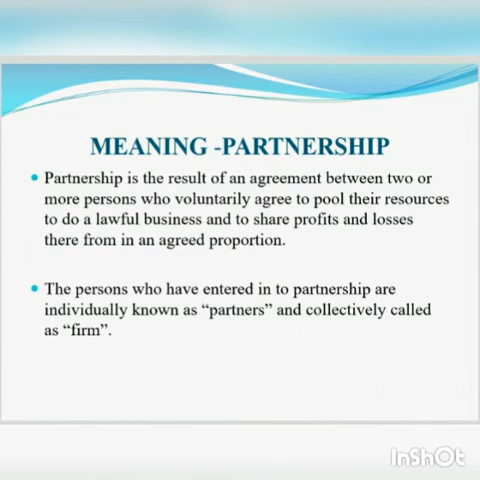 MEANING -PARTNERSHIP
Partnership is the result of an agreement between two or
more persons who voluntarily agree to pool their resources
to do a lawful business and to share profits and losses
there from in an agreed proportion.
The persons who have entered in to partnership are
individually known as “partners” and collectively called
as “firm”.
InShOt